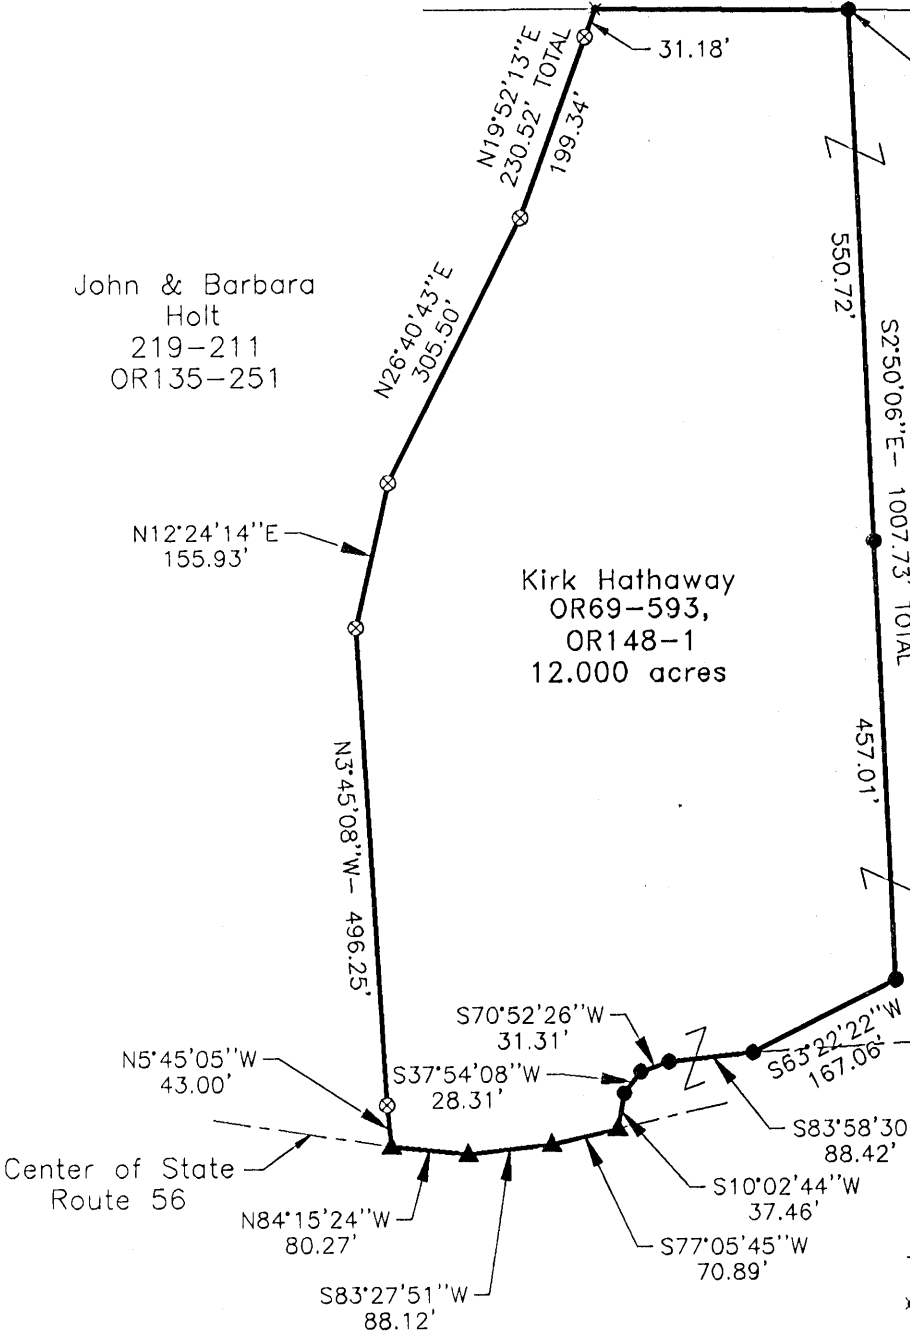 31.18'
N19°52'13"E
230.52' TOTAL
199.34'
550.72'
S2°50'06"E- 1007.73' TOTAL
John & Barbara
Holt
219-211
OR135-251
N26°40'43"E
305.50'
N12°24'14"E
155.93'
Kirk Hathaway
OR69-593,
OR148-1
12.000 acres
457.01'
N3°45'08"W- 496.25'
S70°52'26"W
31.31'
S63°22'22"W
167.06'
N5°45'05"W
43.00'
S37°54'08"W
28.31'
S83°58'30
88.42'
Center of State
Route 56
S10°02'44"W
37.46'
N84°15'24"W
80.27'
S77°05'45"W
70.89'
S83°27'51"W
88.12'